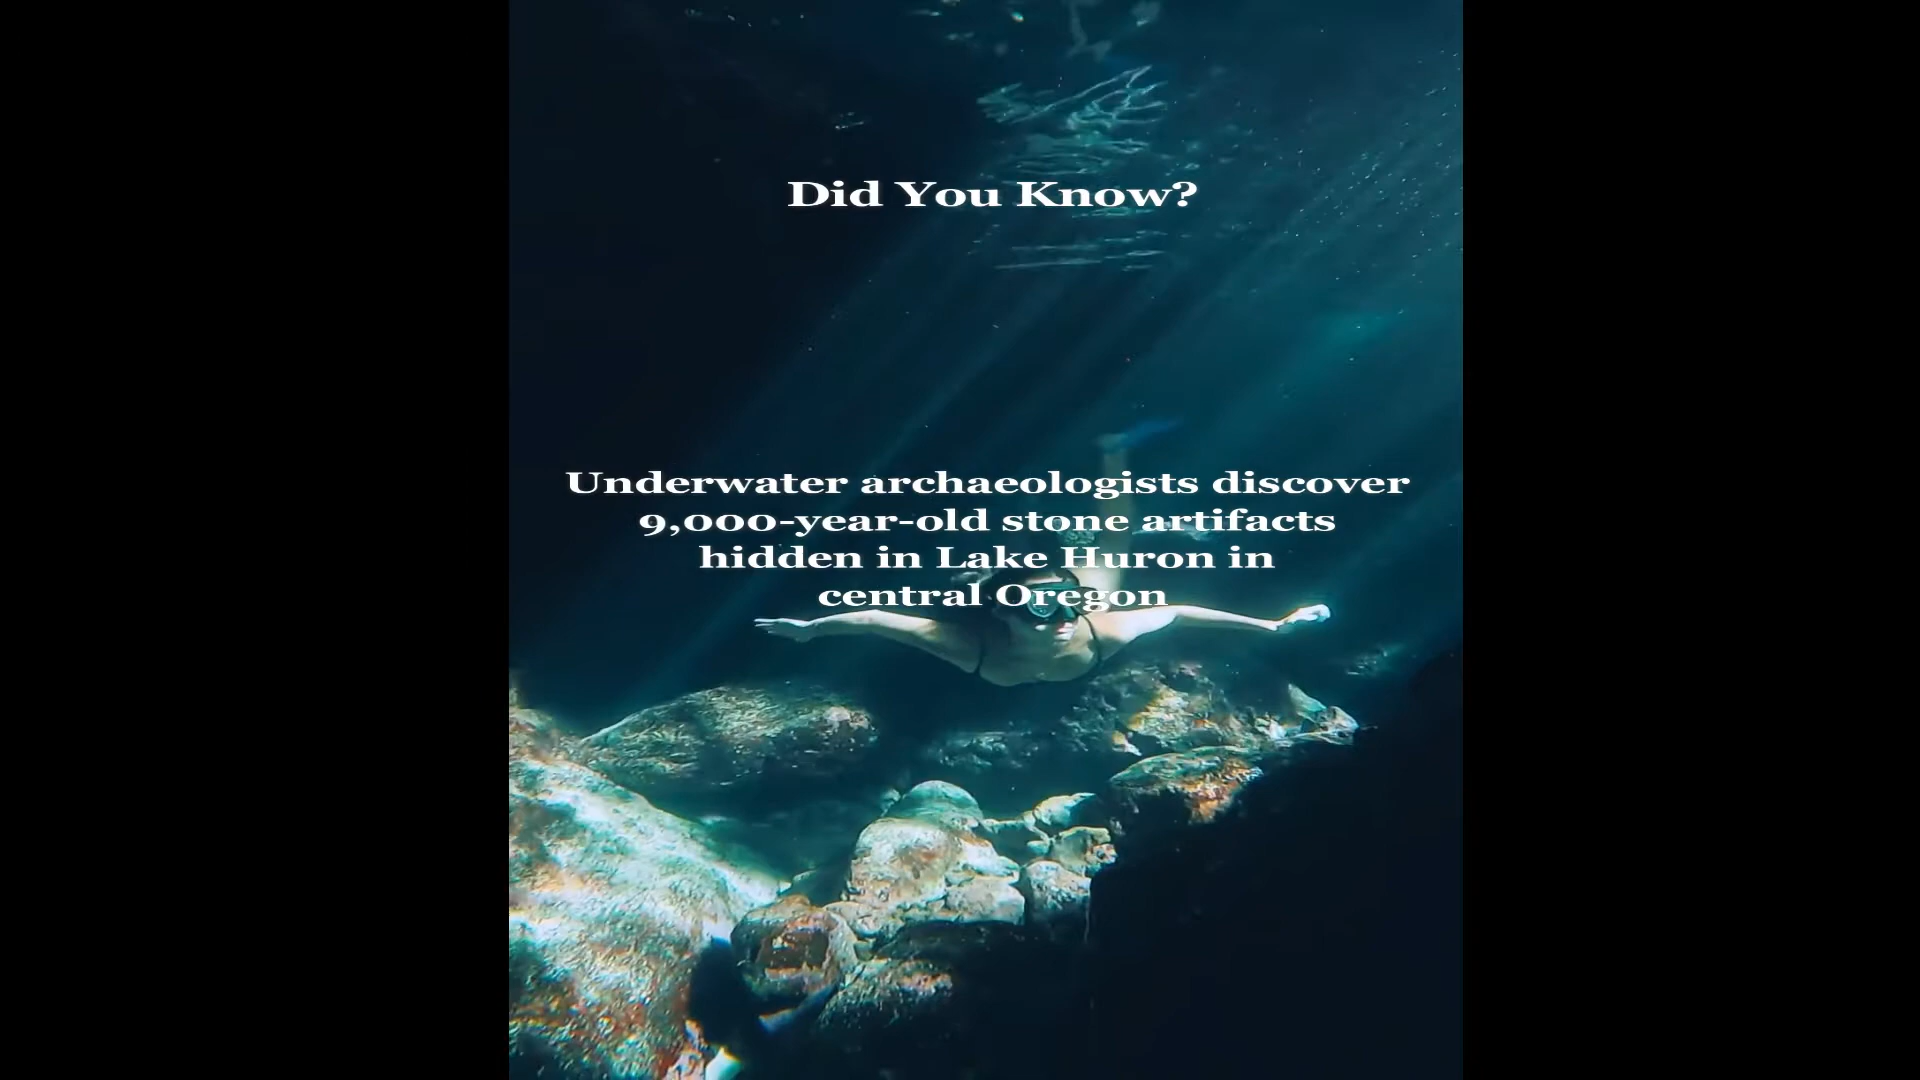 Did You Know?
Underwater archaeologists discover
9,000-year-old stone artifacts
hidden in Lake Huron in
central Oregon